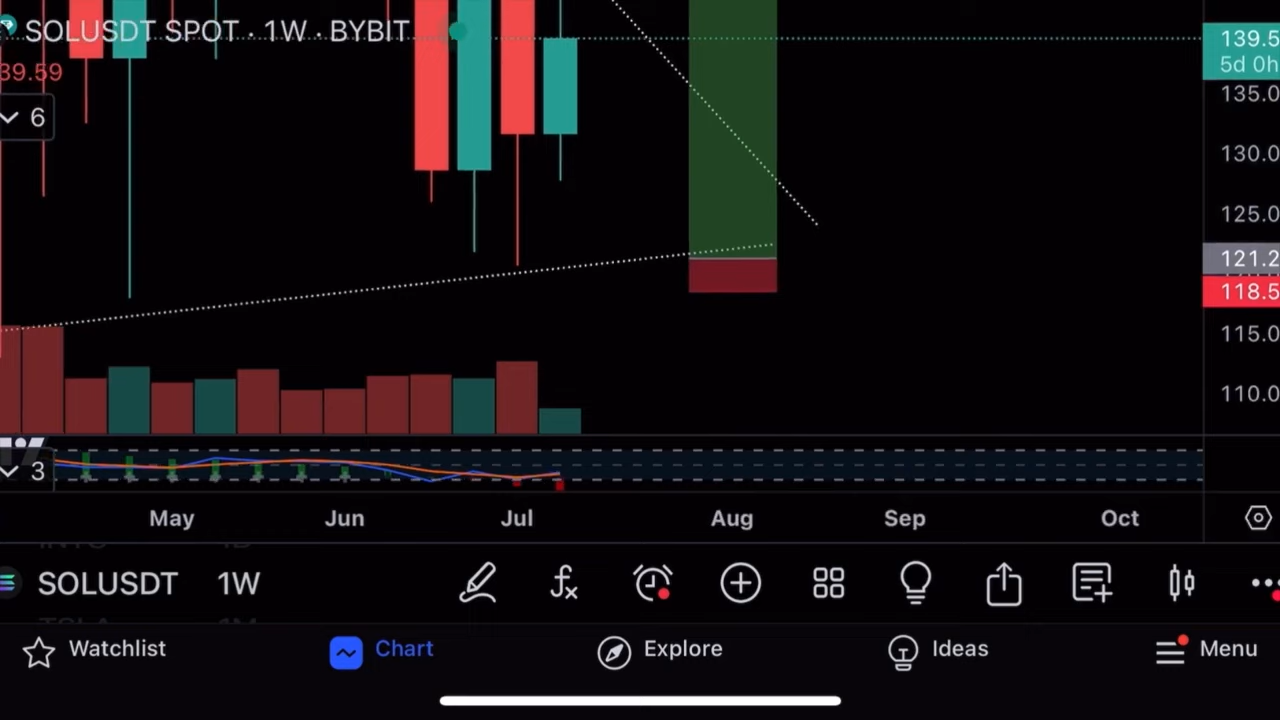 SOLUSDT SPOT · 1W · BYBIT
139.5
5d 0h
39.59
135.0
6
130.0
125.0
121.2
118.5
115.0
110.0
3
May Jun Jul Aug Sep Oct
SOLUSDT 1W
Watchlist Chart Explore Ideas Menu